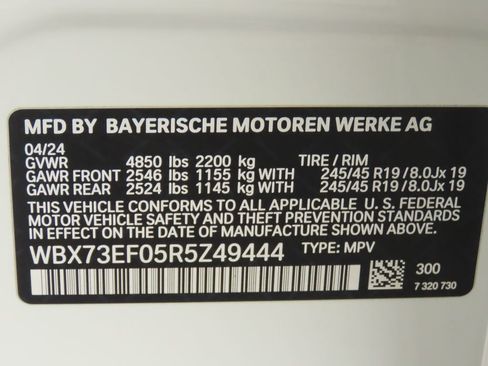 MFD BY BAYERISCHE MOTOREN WERKE AG
04/24
GVWR 4850 lbs 2200 kg TIRE / RIM
GAWR FRONT 2546 lbs 1155 kg WITH 245/45 R19 / 8.0Jx 19
GAWR REAR 2524 lbs 1145 kg WITH 245/45 R19 / 8.0Jx 19
THIS VEHICLE CONFORMS TO ALL APPLICABLE U. S. FEDERAL
MOTOR VEHICLE SAFETY AND THEFT PREVENTION STANDARDS
IN EFFECT ON THE DATE OF MANUFACTURE SHOWN ABOVE.
WBX73EF05R5Z49444 TYPE: MPV
300
7 320 730